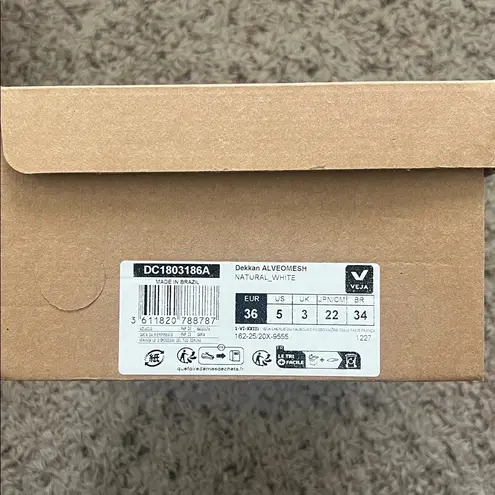 DC1803186A
MADE IN BRAZIL
3 611820 788787
Dekkan ALVEOMESH
NATURAL_WHITE
VEJA
EUR US UK JPN/CM BR
36 5 3 22 34
162-25/20X-9555 1227
LE TRI
FACILE
FR
quefairedemesdechets.fr